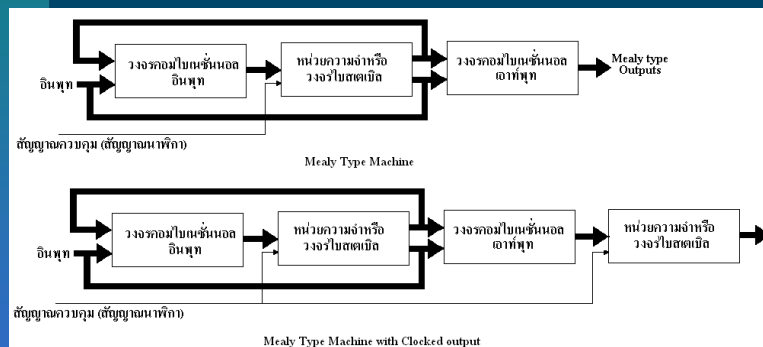 วงจรคอมไบเนชั่นนอล
อินพุท
หน่วยความจำหรือ
วงจรไบสเตเบิล
วงจรคอมไบเนชั่นนอล
เอาท์พุท
Mealy type
Outputs
อินพุท
สัญญาณควบคุม (สัญญาณนาฬิกา)
Mealy Type Machine
วงจรคอมไบเนชั่นนอล
อินพุท
หน่วยความจำหรือ
วงจรไบสเตเบิล
วงจรคอมไบเนชั่นนอล
เอาท์พุท
หน่วยความจำหรือ
วงจรไบสเตเบิล
อินพุท
สัญญาณควบคุม (สัญญาณนาฬิกา)
Mealy Type Machine with Clocked output